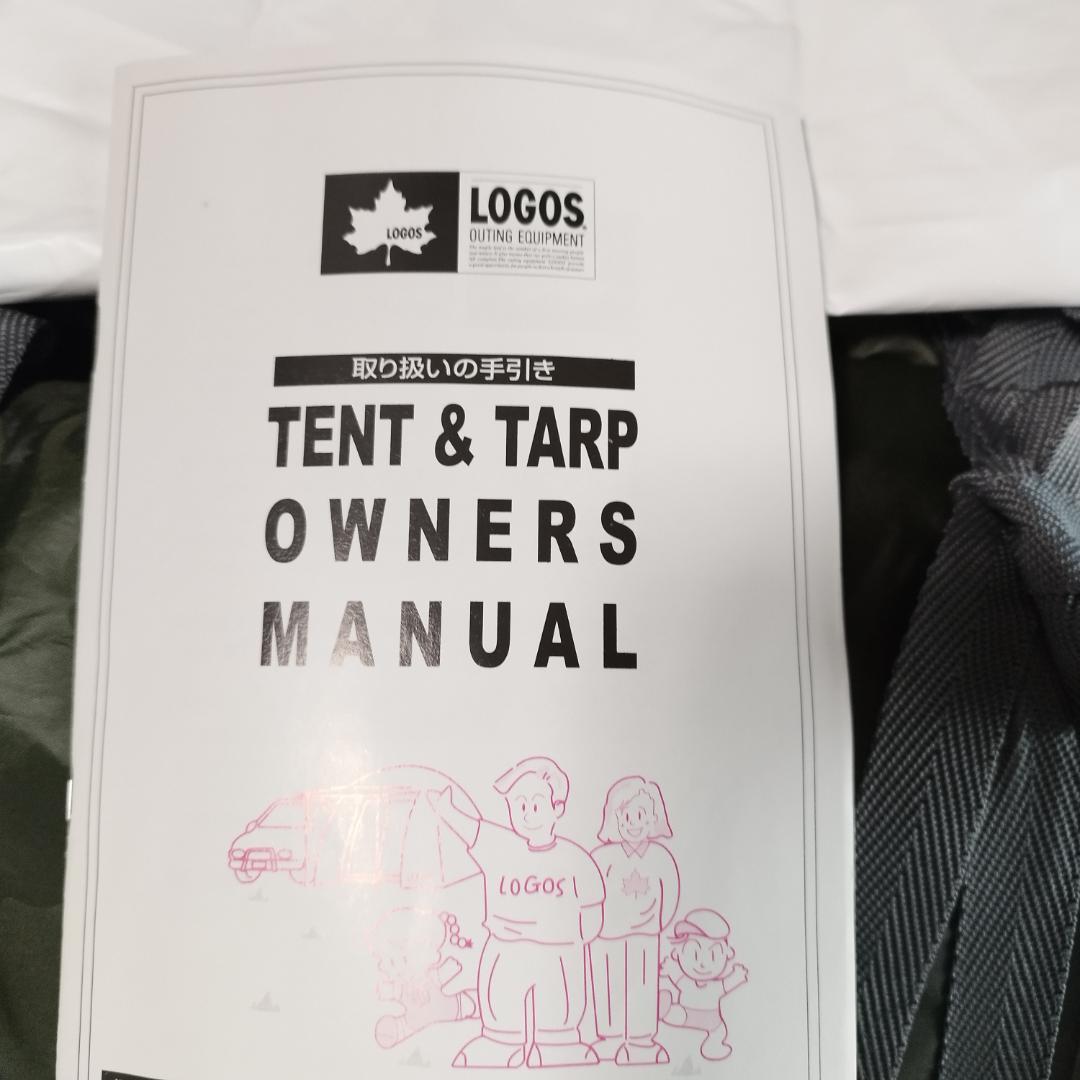 LOGOS
LOGOS
OUTING EQUIPMENT
取り扱いの手引き
TENT & TARP
OWNERS
MANUAL
LOGOS